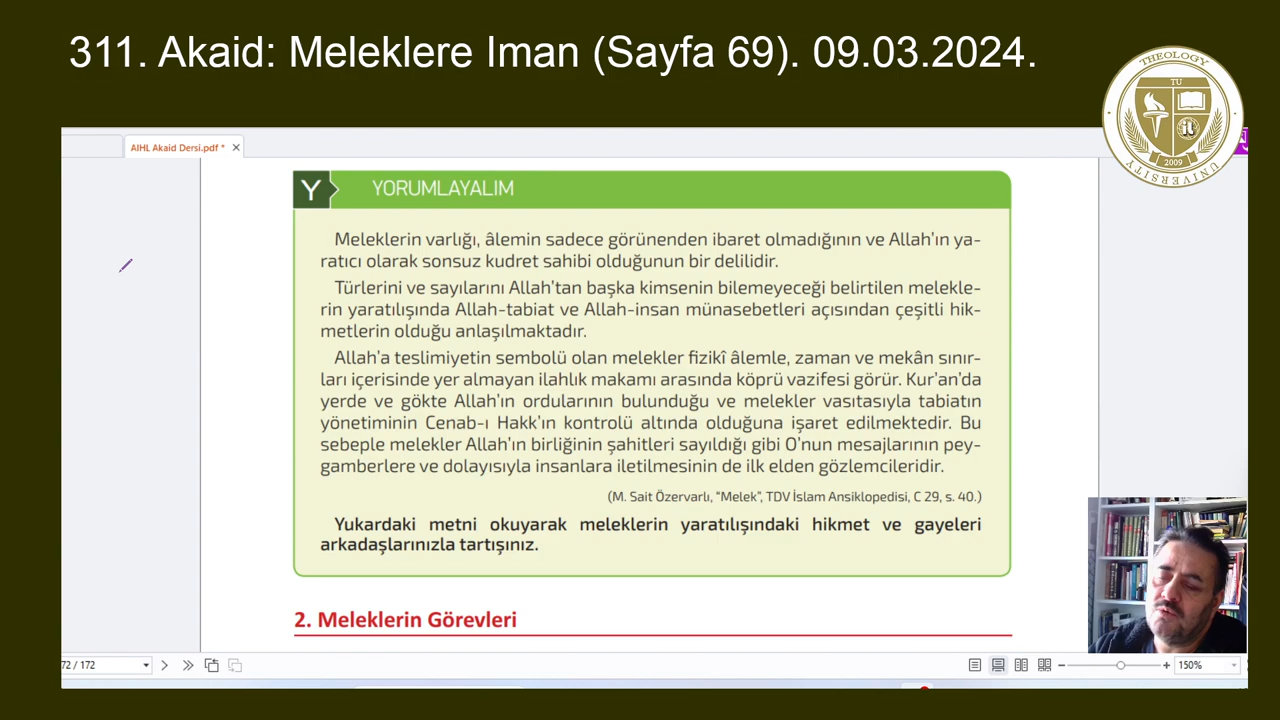 311. Akaid: Meleklere Iman (Sayfa 69). 09.03.2024.
THEOLOGY
TU
2009
UNIVERSITY
AIHL Akaid Dersi.pdf *
Y YORUMLAYALIM
Meleklerin varlığı, âlemin sadece görünenden ibaret olmadığının ve Allah'ın ya-
ratıcı olarak sonsuz kudret sahibi olduğunun bir delilidir.
Türlerini ve sayılarını Allah'tan başka kimsenin bilemeyeceği belirtilen melekle-
rin yaratılışında Allah-tabiat ve Allah-insan münasebetleri açısından çeşitli hik-
metlerin olduğu anlaşılmaktadır.
Allah'a teslimiyetin sembolü olan melekler fizikî âlemle, zaman ve mekân sınır-
ları içerisinde yer almayan ilahlık makamı arasında köprü vazifesi görür. Kur'an'da
yerde ve gökte Allah'ın ordularının bulunduğu ve melekler vasıtasıyla tabiatın
yönetiminin Cenab-ı Hakk'ın kontrolü altında olduğuna işaret edilmektedir. Bu
sebeple melekler Allah'ın birliğinin şahitleri sayıldığı gibi O'nun mesajlarının pey-
gamberlere ve dolayısıyla insanlara iletilmesinin de ilk elden gözlemcileridir.
(M. Sait Özervarlı, "Melek", TDV İslam Ansiklopedisi, C 29, s. 40.)
Yukardaki metni okuyarak meleklerin yaratılışındaki hikmet ve gayeleri
arkadaşlarınızla tartışınız.
2. Meleklerin Görevleri
72 / 172
150%